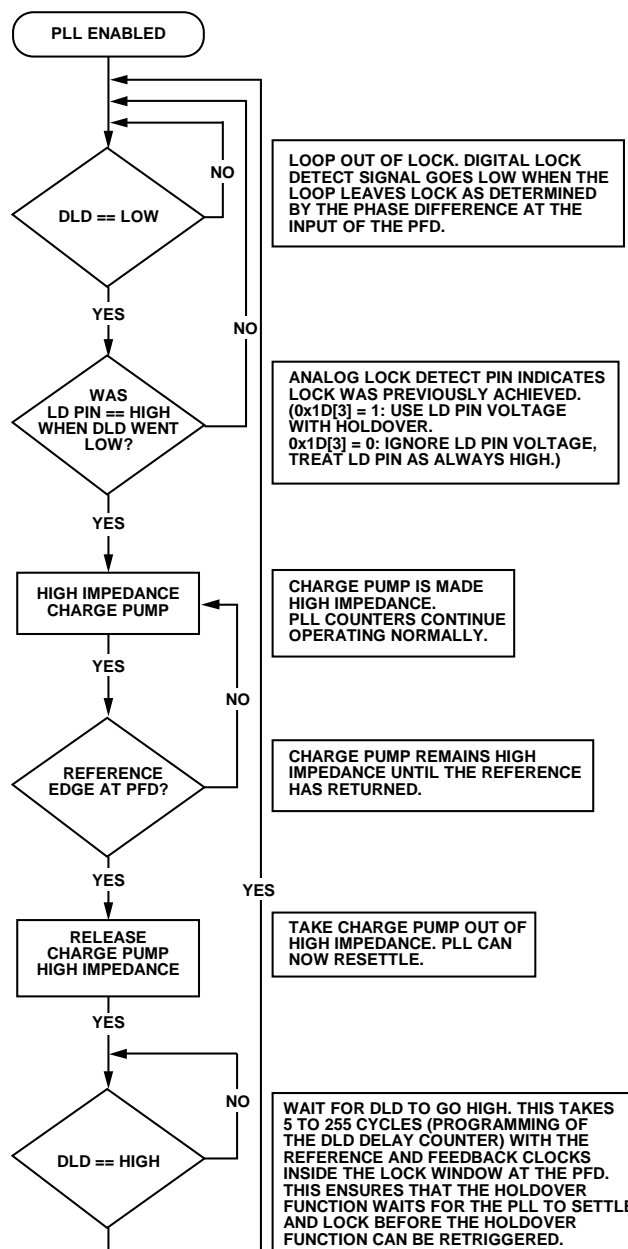 PLL ENABLED
NO
DLD == LOW
LOOP OUT OF LOCK. DIGITAL LOCK
DETECT SIGNAL GOES LOW WHEN THE
LOOP LEAVES LOCK AS DETERMINED
BY THE PHASE DIFFERENCE AT THE
INPUT OF THE PFD.
YES
NO
WAS
LD PIN == HIGH
WHEN DLD WENT
LOW?
ANALOG LOCK DETECT PIN INDICATES
LOCK WAS PREVIOUSLY ACHIEVED.
(0x1D[3] = 1: USE LD PIN VOLTAGE
WITH HOLDOVER.
0x1D[3] = 0: IGNORE LD PIN VOLTAGE,
TREAT LD PIN AS ALWAYS HIGH.)
YES
HIGH IMPEDANCE
CHARGE PUMP
CHARGE PUMP IS MADE
HIGH IMPEDANCE.
PLL COUNTERS CONTINUE
OPERATING NORMALLY.
YES
NO
REFERENCE
EDGE AT PFD?
CHARGE PUMP REMAINS HIGH
IMPEDANCE UNTIL THE REFERENCE
HAS RETURNED.
YES
YES
RELEASE
CHARGE PUMP
HIGH IMPEDANCE
TAKE CHARGE PUMP OUT OF
HIGH IMPEDANCE. PLL CAN
NOW RESETTLE.
YES
NO
DLD == HIGH
WAIT FOR DLD TO GO HIGH. THIS TAKES
5 TO 255 CYCLES (PROGRAMMING OF
THE DLD DELAY COUNTER) WITH THE
REFERENCE AND FEEDBACK CLOCKS
INSIDE THE LOCK WINDOW AT THE PFD.
THIS ENSURES THAT THE HOLDOVER
FUNCTION WAITS FOR THE PLL TO SETTLE
AND LOCK BEFORE THE HOLDOVER
FUNCTION CAN BE RETRIGGERED.